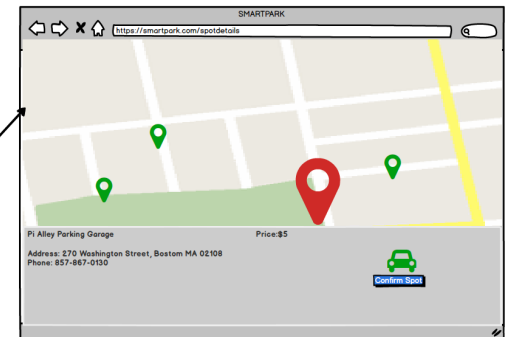 SMARTPARK
https://smartpark.com/spotdetails
Pi Alley Parking Garage Price:$5
Address: 270 Washington Street, Bostom MA 02108
Phone: 857-867-0130
Confirm Spot